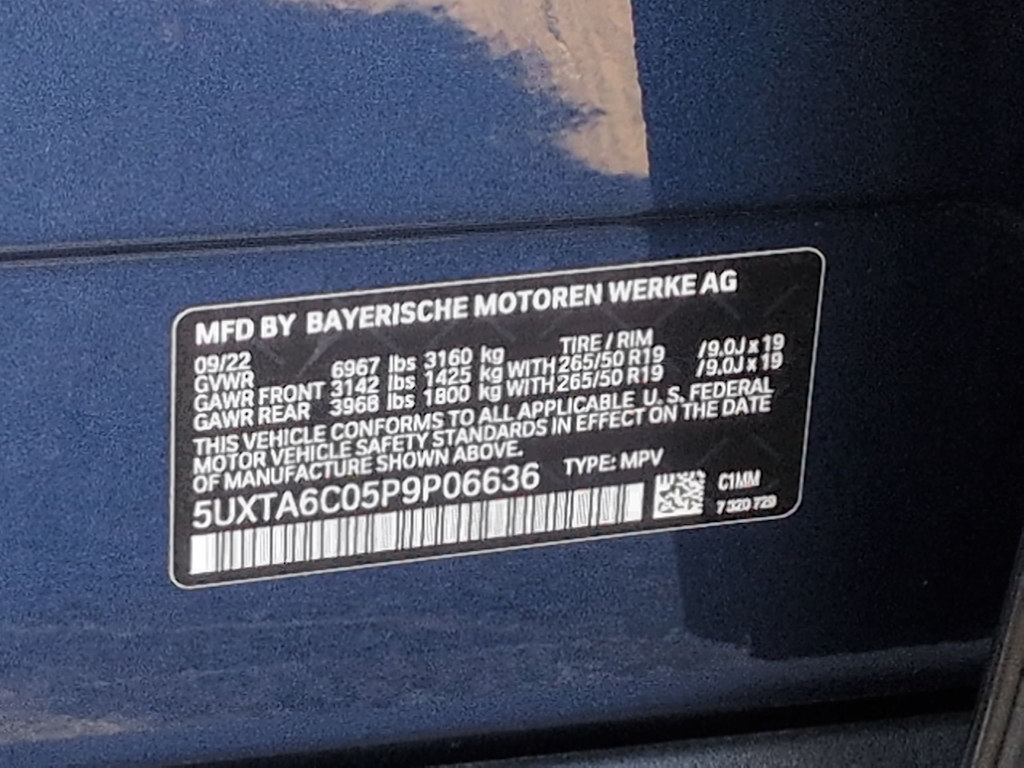 MFD BY BAYERISCHE MOTOREN WERKE AG
09/22 TIRE / RIM
GVWR 6967 lbs 3160 kg
GAWR FRONT 3142 lbs 1425 kg WITH 265/50 R19 /9.0J x 19
GAWR REAR 3968 lbs 1800 kg WITH 265/50 R19 /9.0J x 19
THIS VEHICLE CONFORMS TO ALL APPLICABLE U.S. FEDERAL
MOTOR VEHICLE SAFETY STANDARDS IN EFFECT ON THE DATE
OF MANUFACTURE SHOWN ABOVE.
5UXTA6C05P9P06636 TYPE: MPV
C1MM
7 320 729